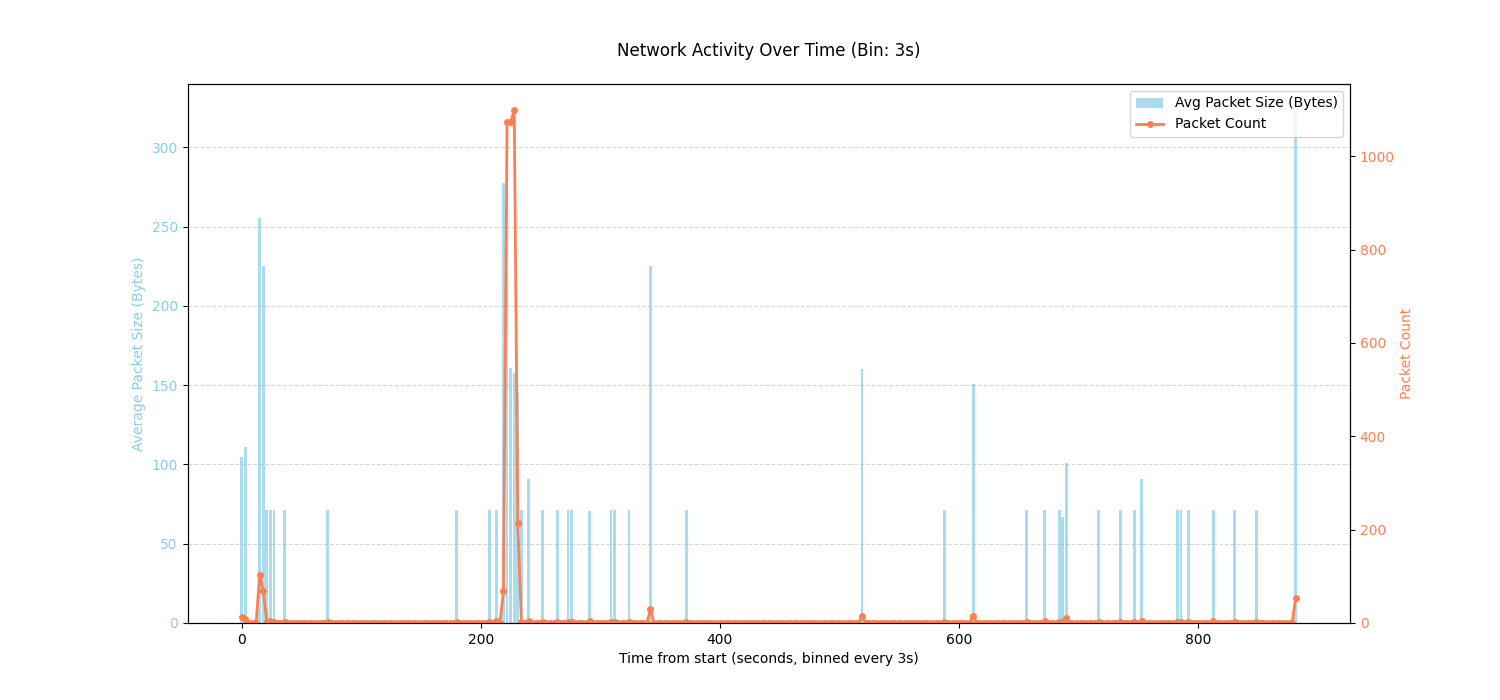 Network Activity Over Time (Bin: 3s)
Avg Packet Size (Bytes)
Packet Count
300
250
200
150
100
50
0
Average Packet Size (Bytes)
1000
800
600
400
200
0
Packet Count
0 200 400 600 800
Time from start (seconds, binned every 3s)